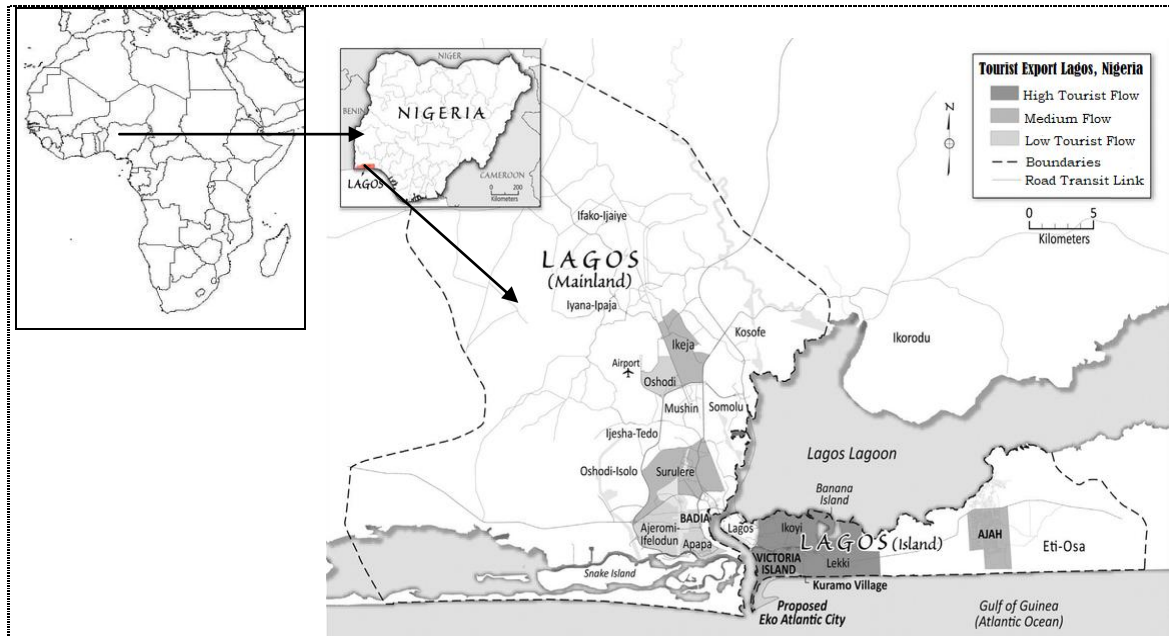 NIGER
BENIN
NIGERIA
LAGOS
CAMEROON
0 200
Kilometers
Tourist Export Lagos, Nigeria
High Tourist Flow
Medium Flow
Low Tourist Flow
Boundaries
Road Transit Link
N
0 5
Kilometers
Ifako-Ijaiye
LAGOS
(Mainland)
Iyana-Ipaja
Kosofe
Ikorodu
Ikeja
Airport
Oshodi
Mushin
Somolu
Ijesha-Tedo
Lagos Lagoon
Oshodi-Isolo
Surulere
Banana
Island
BADIA
Lagos
Ikoyi
Ajeromi-
Ifelodun
Apapa
LAGOS (Island)
AJAH
Eti-Osa
VICTORIA
ISLAND
Lekki
Snake Island
Kuramo Village
Proposed
Eko Atlantic City
Gulf of Guinea
(Atlantic Ocean)